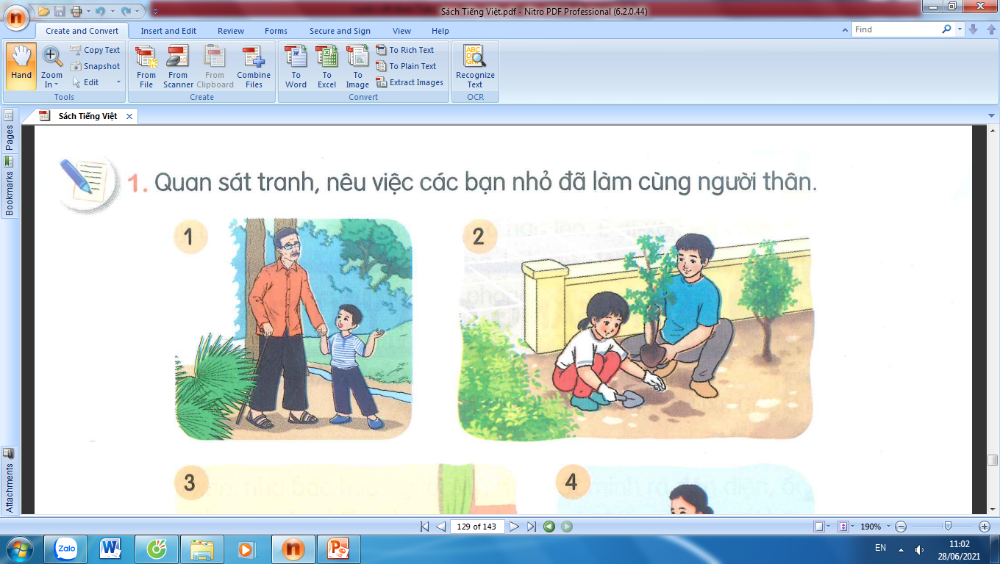 Sách Tiếng Việt.pdf - Nitro PDF Professional (6.2.0.44)
Create and Convert Insert and Edit Review Forms Secure and Sign View Help Find
Hand
Zoom In
Copy Text
Snapshot
Edit
Tools
From File
From Scanner
From Clipboard
Combine Files
Create
To Word
To Excel
To Image
To Rich Text
To Plain Text
Extract Images
Convert
ABC
Recognize Text
OCR
Sách Tiếng Việt
Pages
Bookmarks
Attachments
1. Quan sát tranh, nêu việc các bạn nhỏ đã làm cùng người thân.
1
2
3
4
129 of 143
190%
Zalo
EN
11:02
28/06/2021